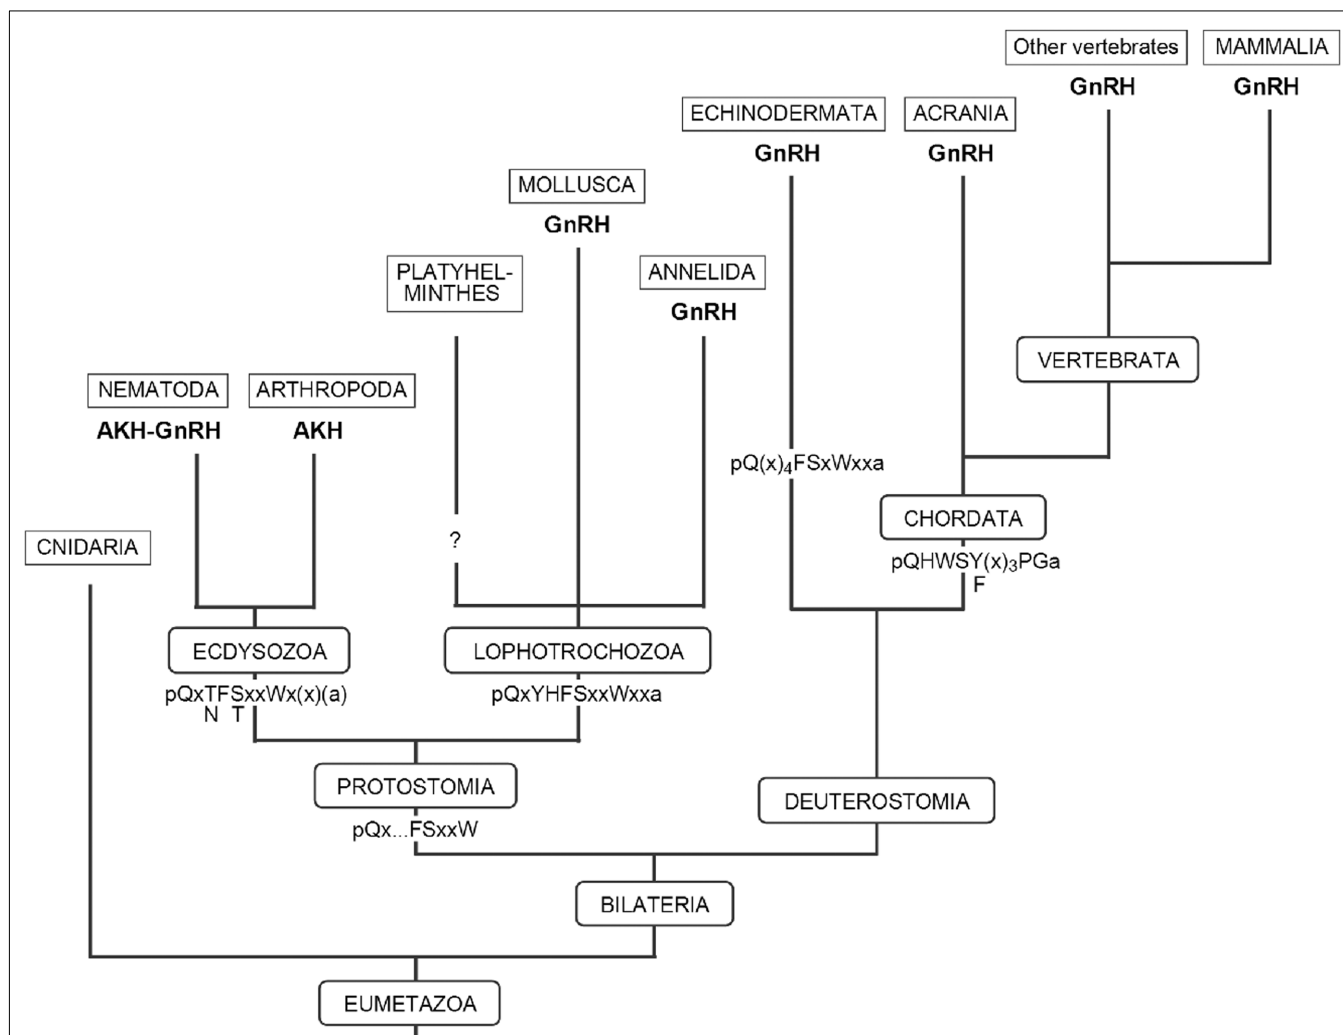 Other vertebrates
MAMMALIA
GnRH
GnRH
ECHINODERMATA
ACRANIA
GnRH
GnRH
MOLLUSCA
GnRH
PLATYHEL-
MINTHES
ANNELIDA
GnRH
VERTEBRATA
NEMATODA
ARTHROPODA
AKH-GnRH
AKH
pQ(x)₄FSxWxxa
CHORDATA
pQHWSY(x)₃PGa
F
CNIDARIA
?
ECDYSOZOA
LOPHOTROCHOZOA
pQxTFSxxWx(x)(a)
N T
pQxYHFSxxWxxa
PROTOSTOMIA
DEUTEROSTOMIA
pQx...FSxxW
BILATERIA
EUMETAZOA